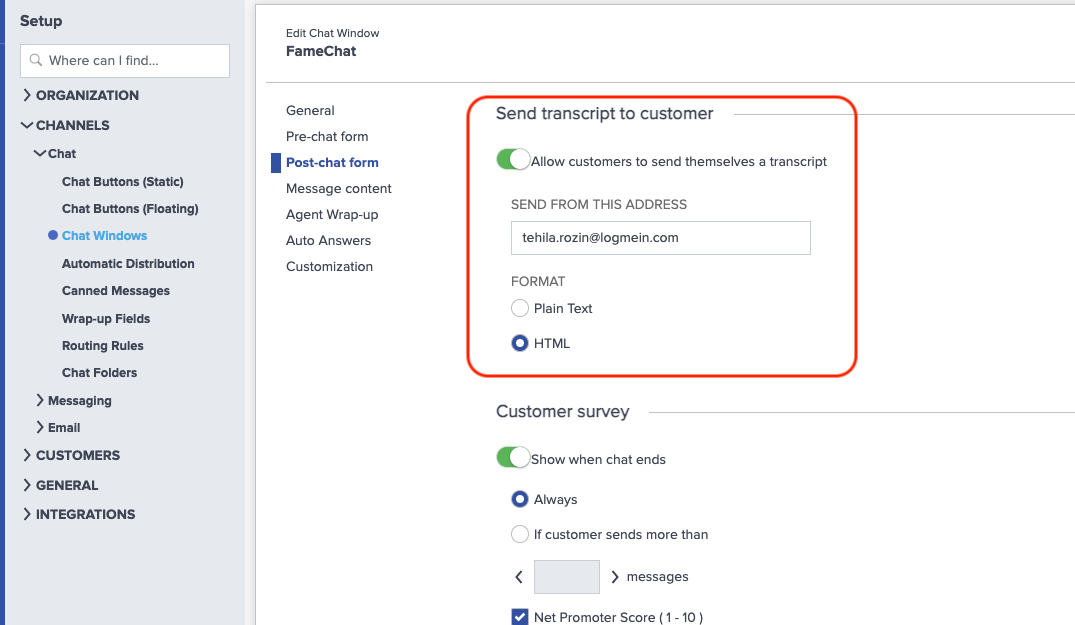 Setup
Where can I find...
ORGANIZATION
CHANNELS
Chat
Chat Buttons (Static)
Chat Buttons (Floating)
Chat Windows
Automatic Distribution
Canned Messages
Wrap-up Fields
Routing Rules
Chat Folders
Messaging
Email
CUSTOMERS
GENERAL
INTEGRATIONS
Edit Chat Window
FameChat
General
Pre-chat form
Post-chat form
Message content
Agent Wrap-up
Auto Answers
Customization
Send transcript to customer
Allow customers to send themselves a transcript
SEND FROM THIS ADDRESS
tehila.rozin@logmein.com
FORMAT
Plain Text
HTML
Customer survey
Show when chat ends
Always
If customer sends more than
messages
Net Promoter Score ( 1 - 10 )